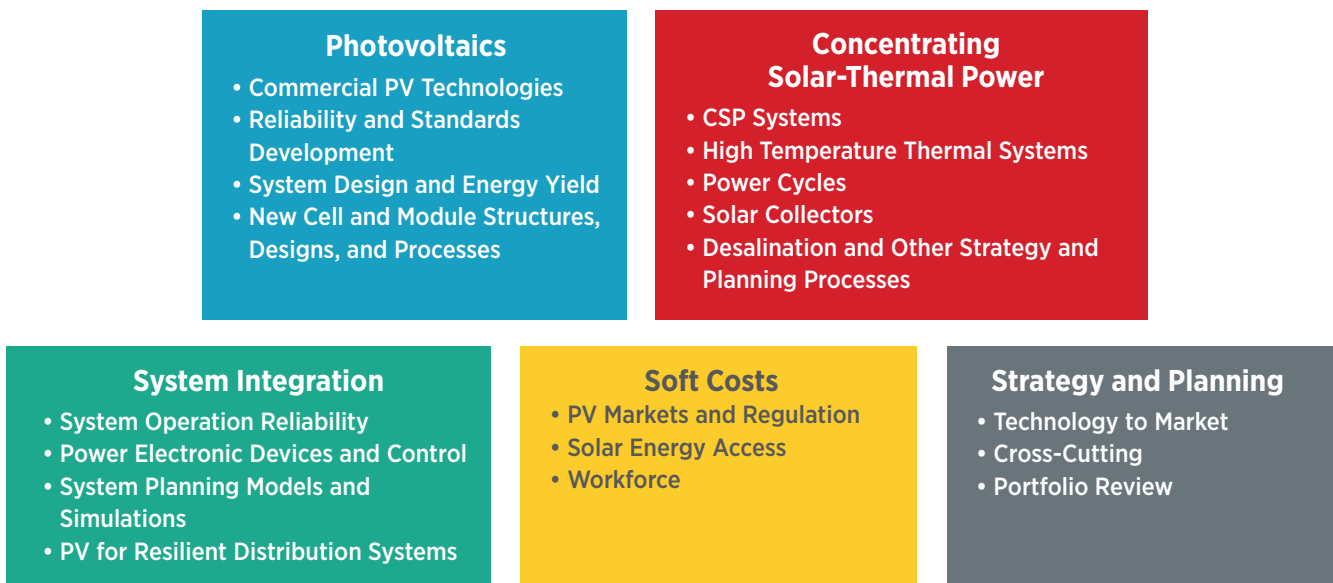 Photovoltaics
• Commercial PV Technologies
• Reliability and Standards
Development
• System Design and Energy Yield
• New Cell and Module Structures,
Designs, and Processes
Concentrating
Solar-Thermal Power
• CSP Systems
• High Temperature Thermal Systems
• Power Cycles
• Solar Collectors
• Desalination and Other Strategy and
Planning Processes
System Integration
• System Operation Reliability
• Power Electronic Devices and Control
• System Planning Models and
Simulations
• PV for Resilient Distribution Systems
Soft Costs
• PV Markets and Regulation
• Solar Energy Access
• Workforce
Strategy and Planning
• Technology to Market
• Cross-Cutting
• Portfolio Review